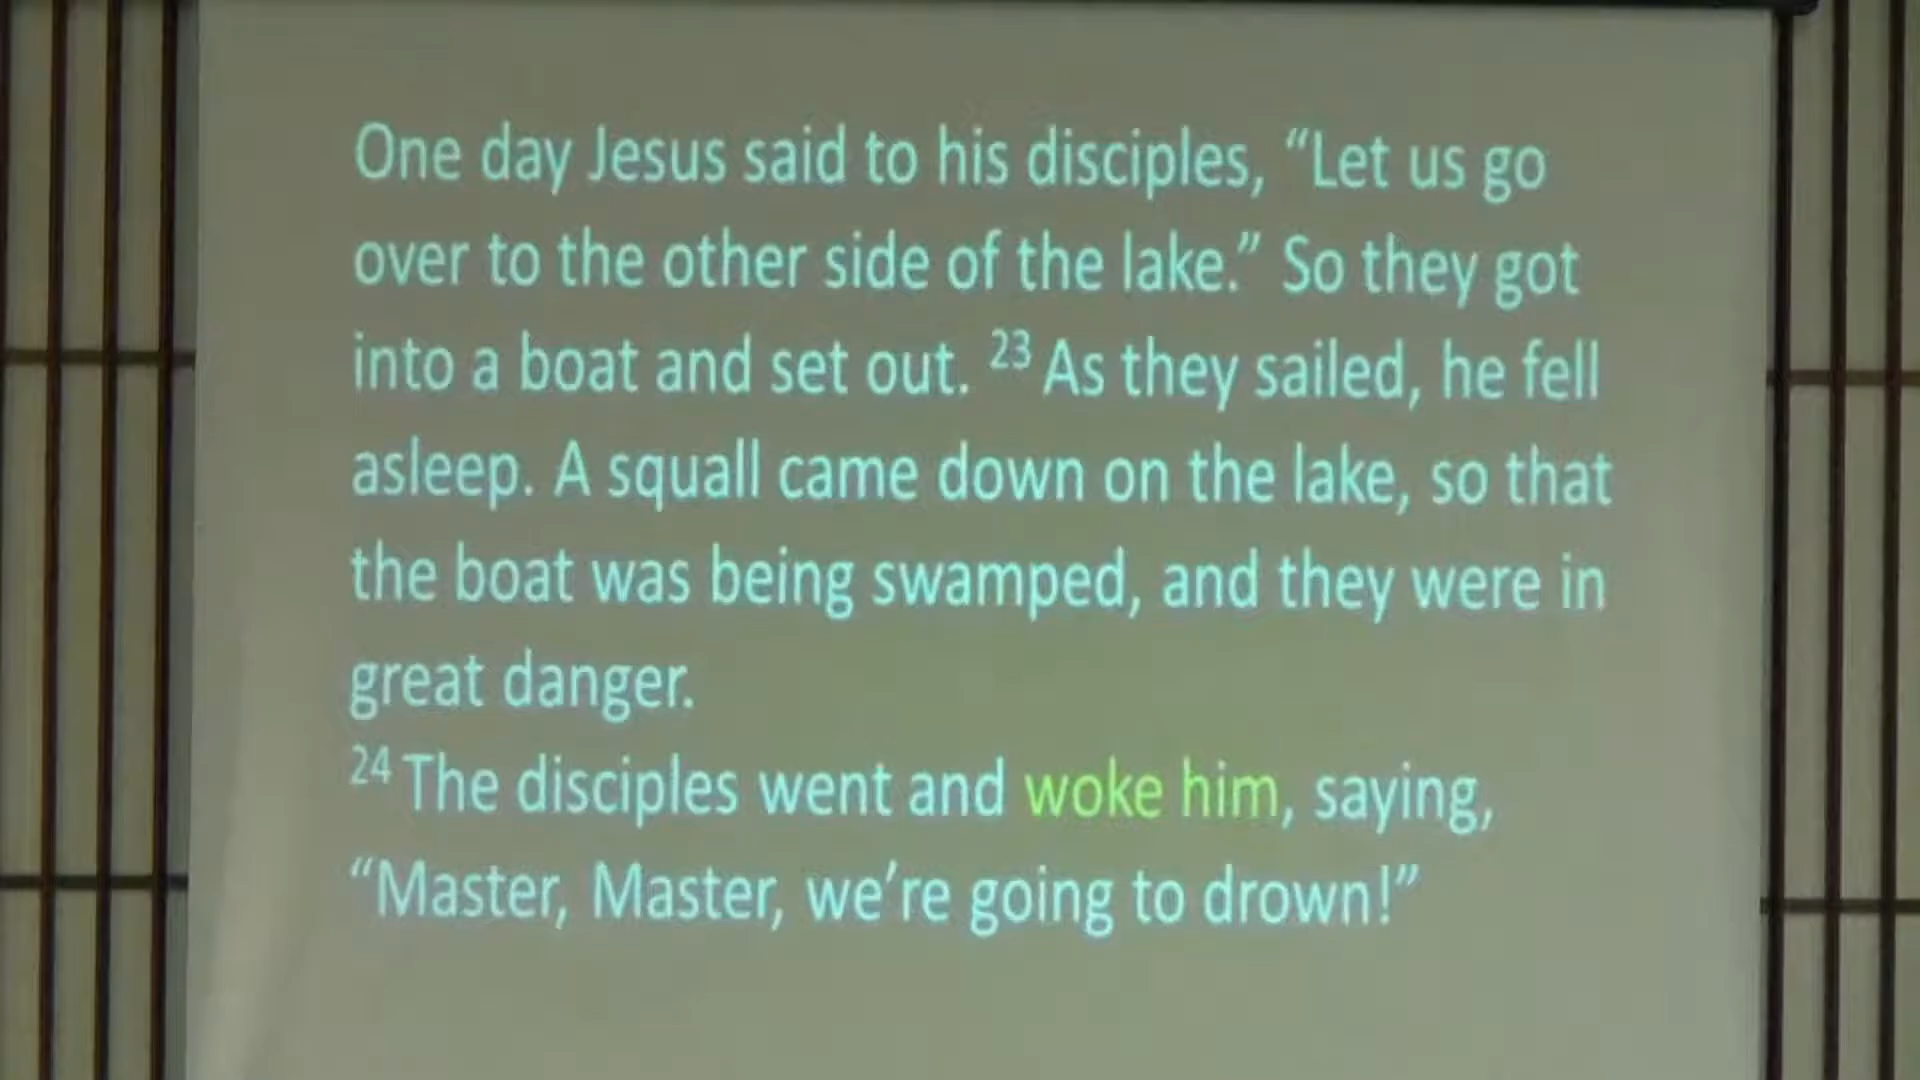 One day Jesus said to his disciples, “Let us go
over to the other side of the lake.” So they got
into a boat and set out. 23 As they sailed, he fell
asleep. A squall came down on the lake, so that
the boat was being swamped, and they were in
great danger.
24 The disciples went and woke him, saying,
“Master, Master, we’re going to drown!”